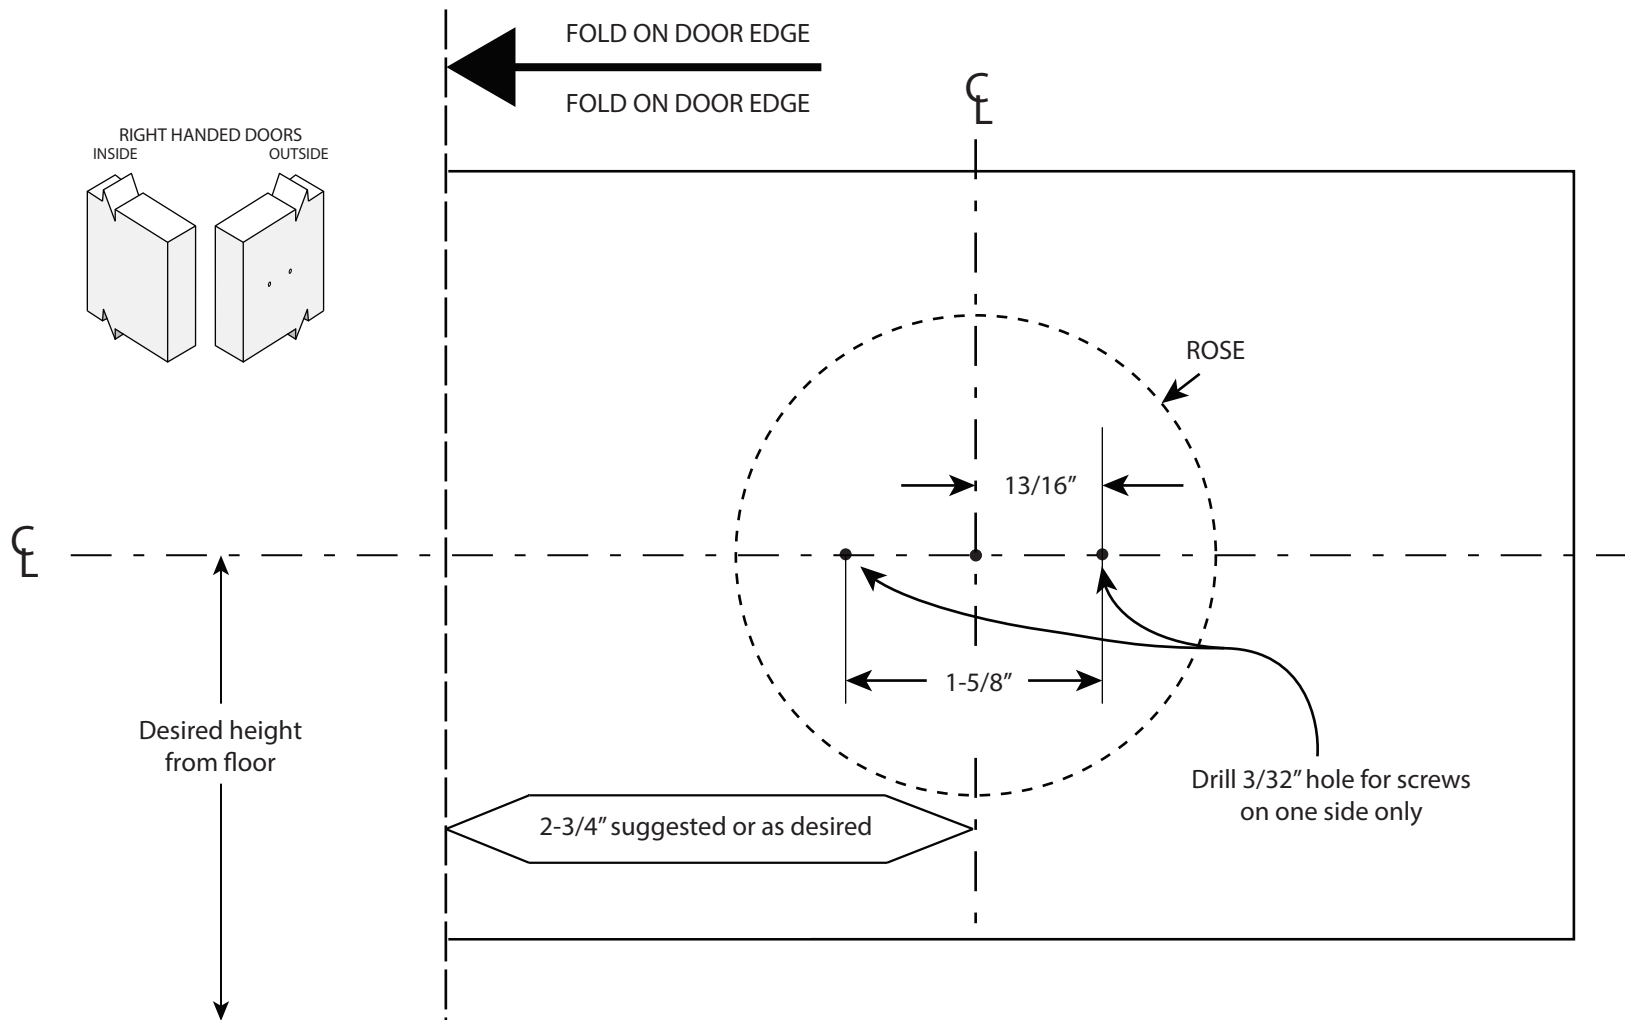 FOLD ON DOOR EDGE
FOLD ON DOOR EDGE
℄
RIGHT HANDED DOORS
INSIDE
OUTSIDE
ROSE
13/16”
℄
1-5/8”
Desired height
from floor
Drill 3/32” hole for screws
on one side only
2-3/4” suggested or as desired